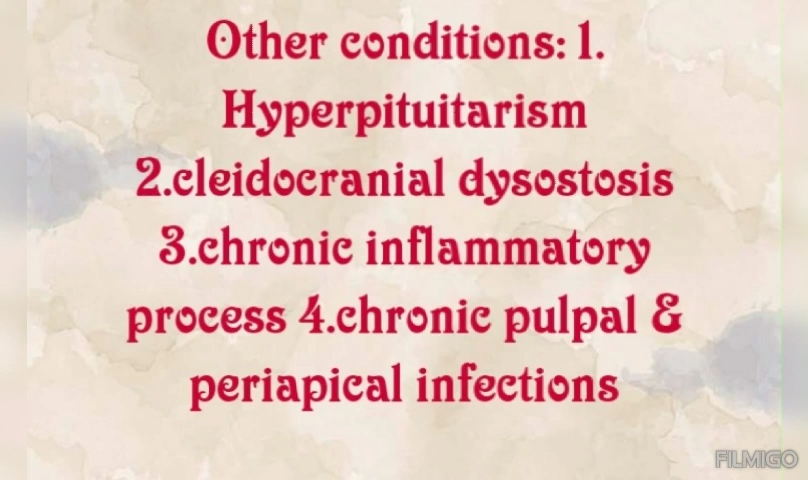 Other conditions: 1.
Hyperpituitarism
2.cleidocranial dysostosis
3.chronic inflammatory
process 4.chronic pulpal &
periapical infections
FILMIGO